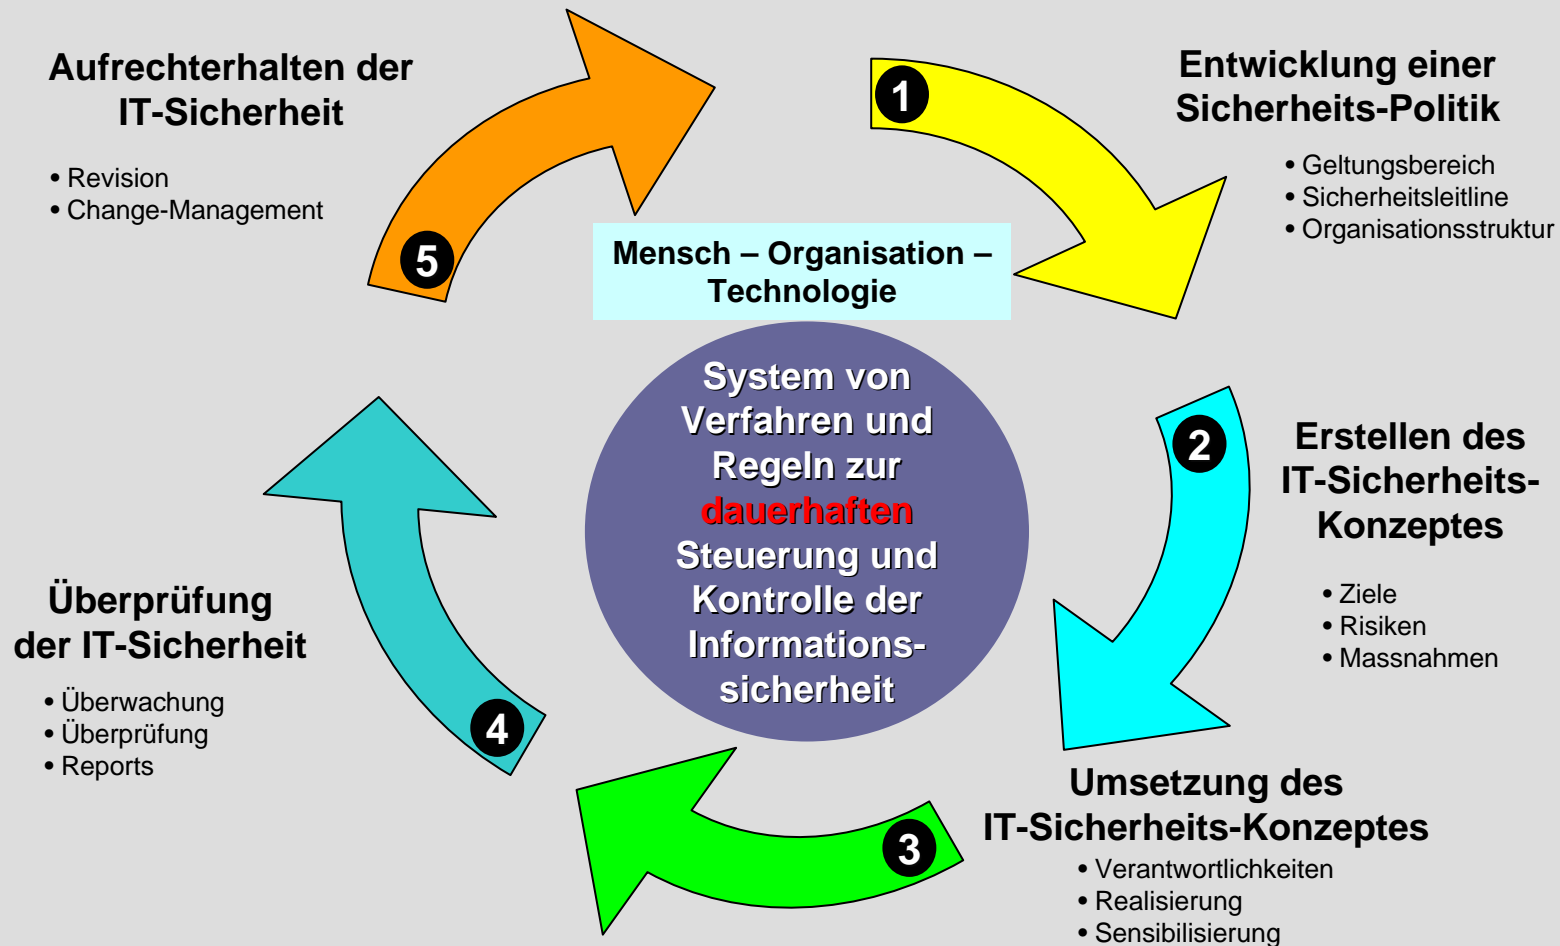 Aufrechterhalten der
IT-Sicherheit
• Revision
• Change-Management
5
1
Entwicklung einer
Sicherheits-Politik
• Geltungsbereich
• Sicherheitsleitline
• Organisationsstruktur
Mensch – Organisation –
Technologie
System von
Verfahren und
Regeln zur
dauerhaften
Steuerung und
Kontrolle der
Informations-
sicherheit
2
Erstellen des
IT-Sicherheits-
Konzeptes
• Ziele
• Risiken
• Massnahmen
Überprüfung
der IT-Sicherheit
• Überwachung
• Überprüfung
• Reports
4
3
Umsetzung des
IT-Sicherheits-Konzeptes
• Verantwortlichkeiten
• Realisierung
• Sensibilisierung